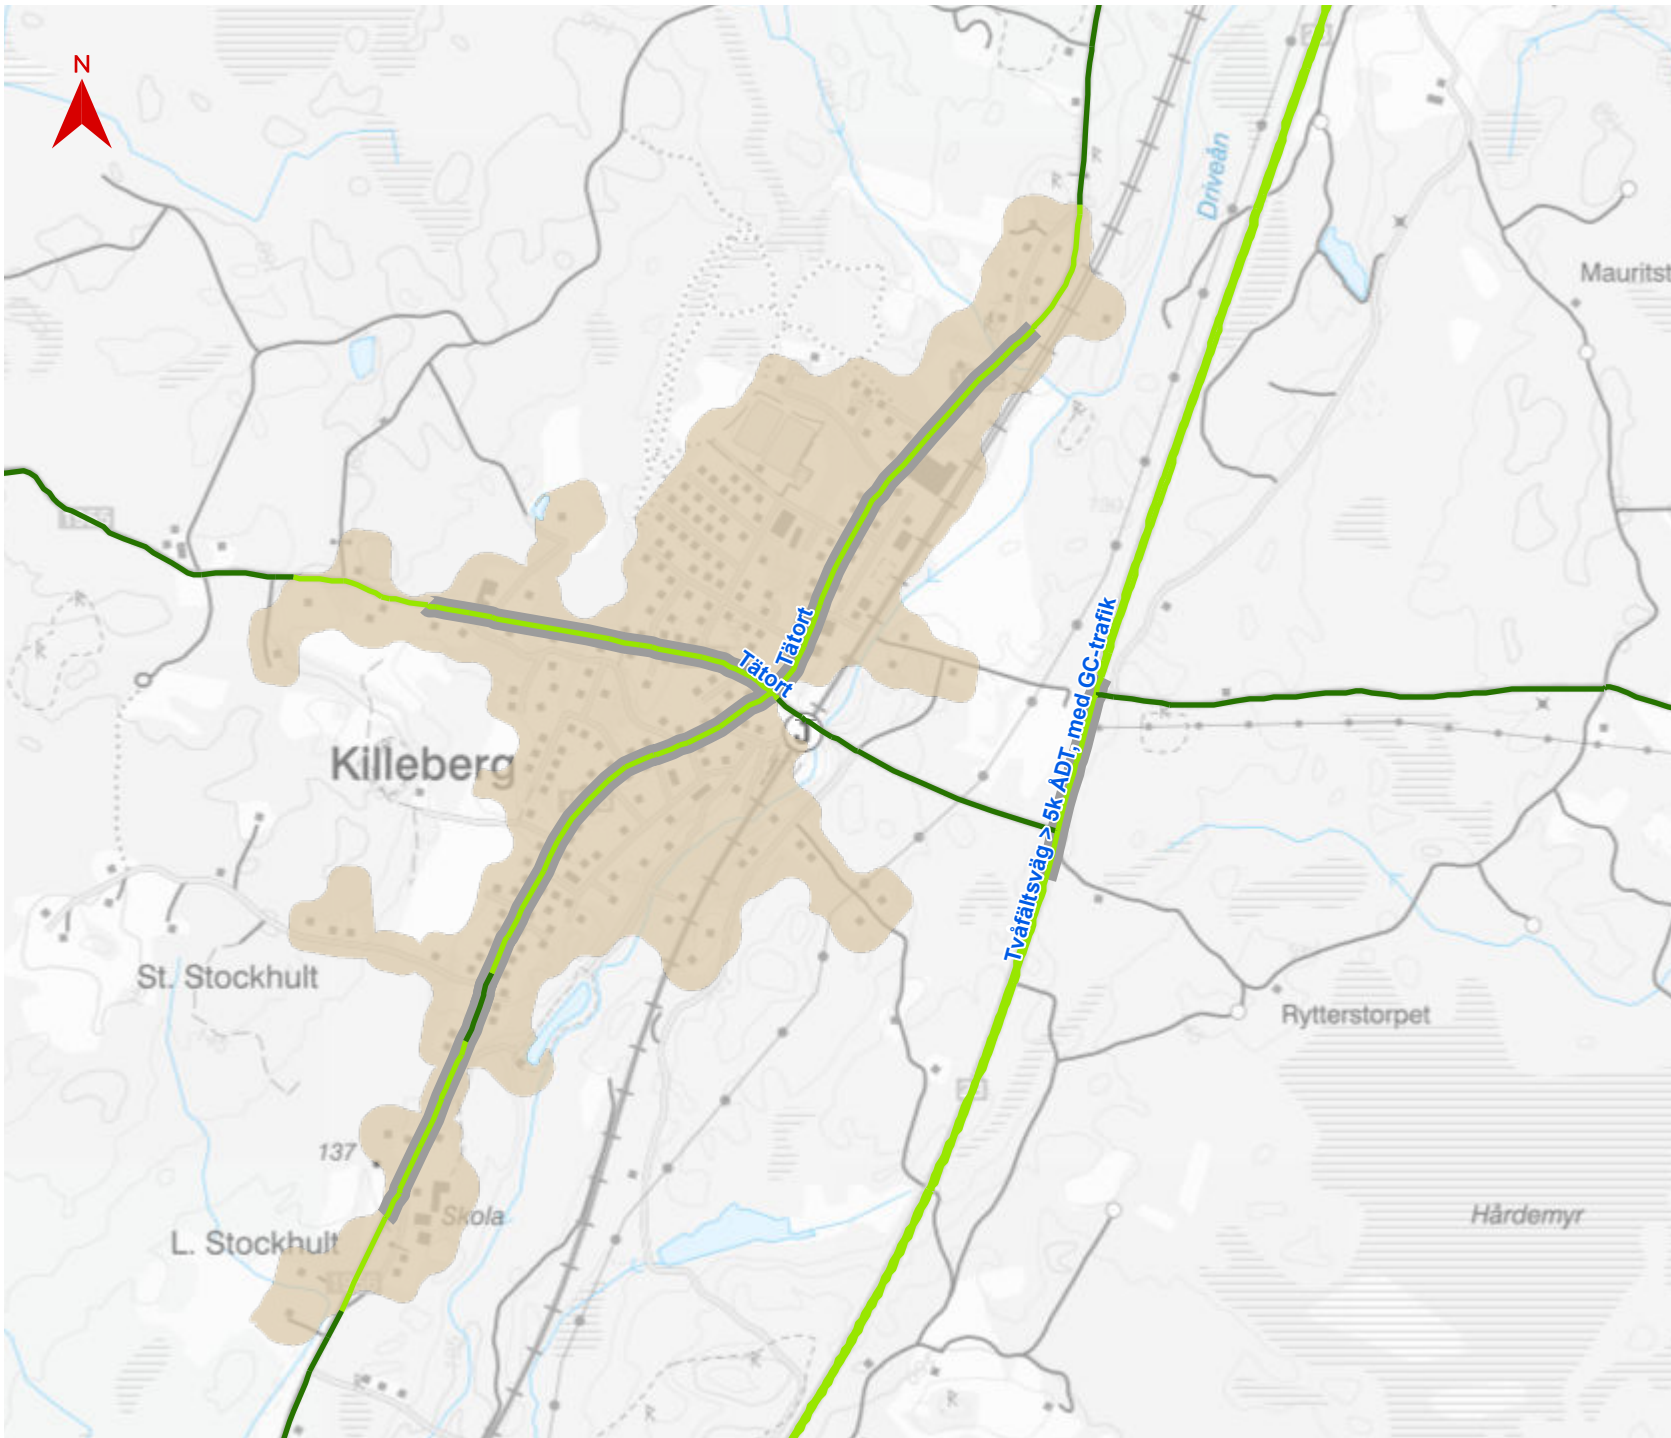 N
Driveån
Mauritst
Tätort
Tätort
Tvåfältsväg > 5k ÅDT, med GC-trafik
J
Killeberg
St. Stockhult
Rytterstorpet
137
Skola
L. Stockhult
Hårdemyr